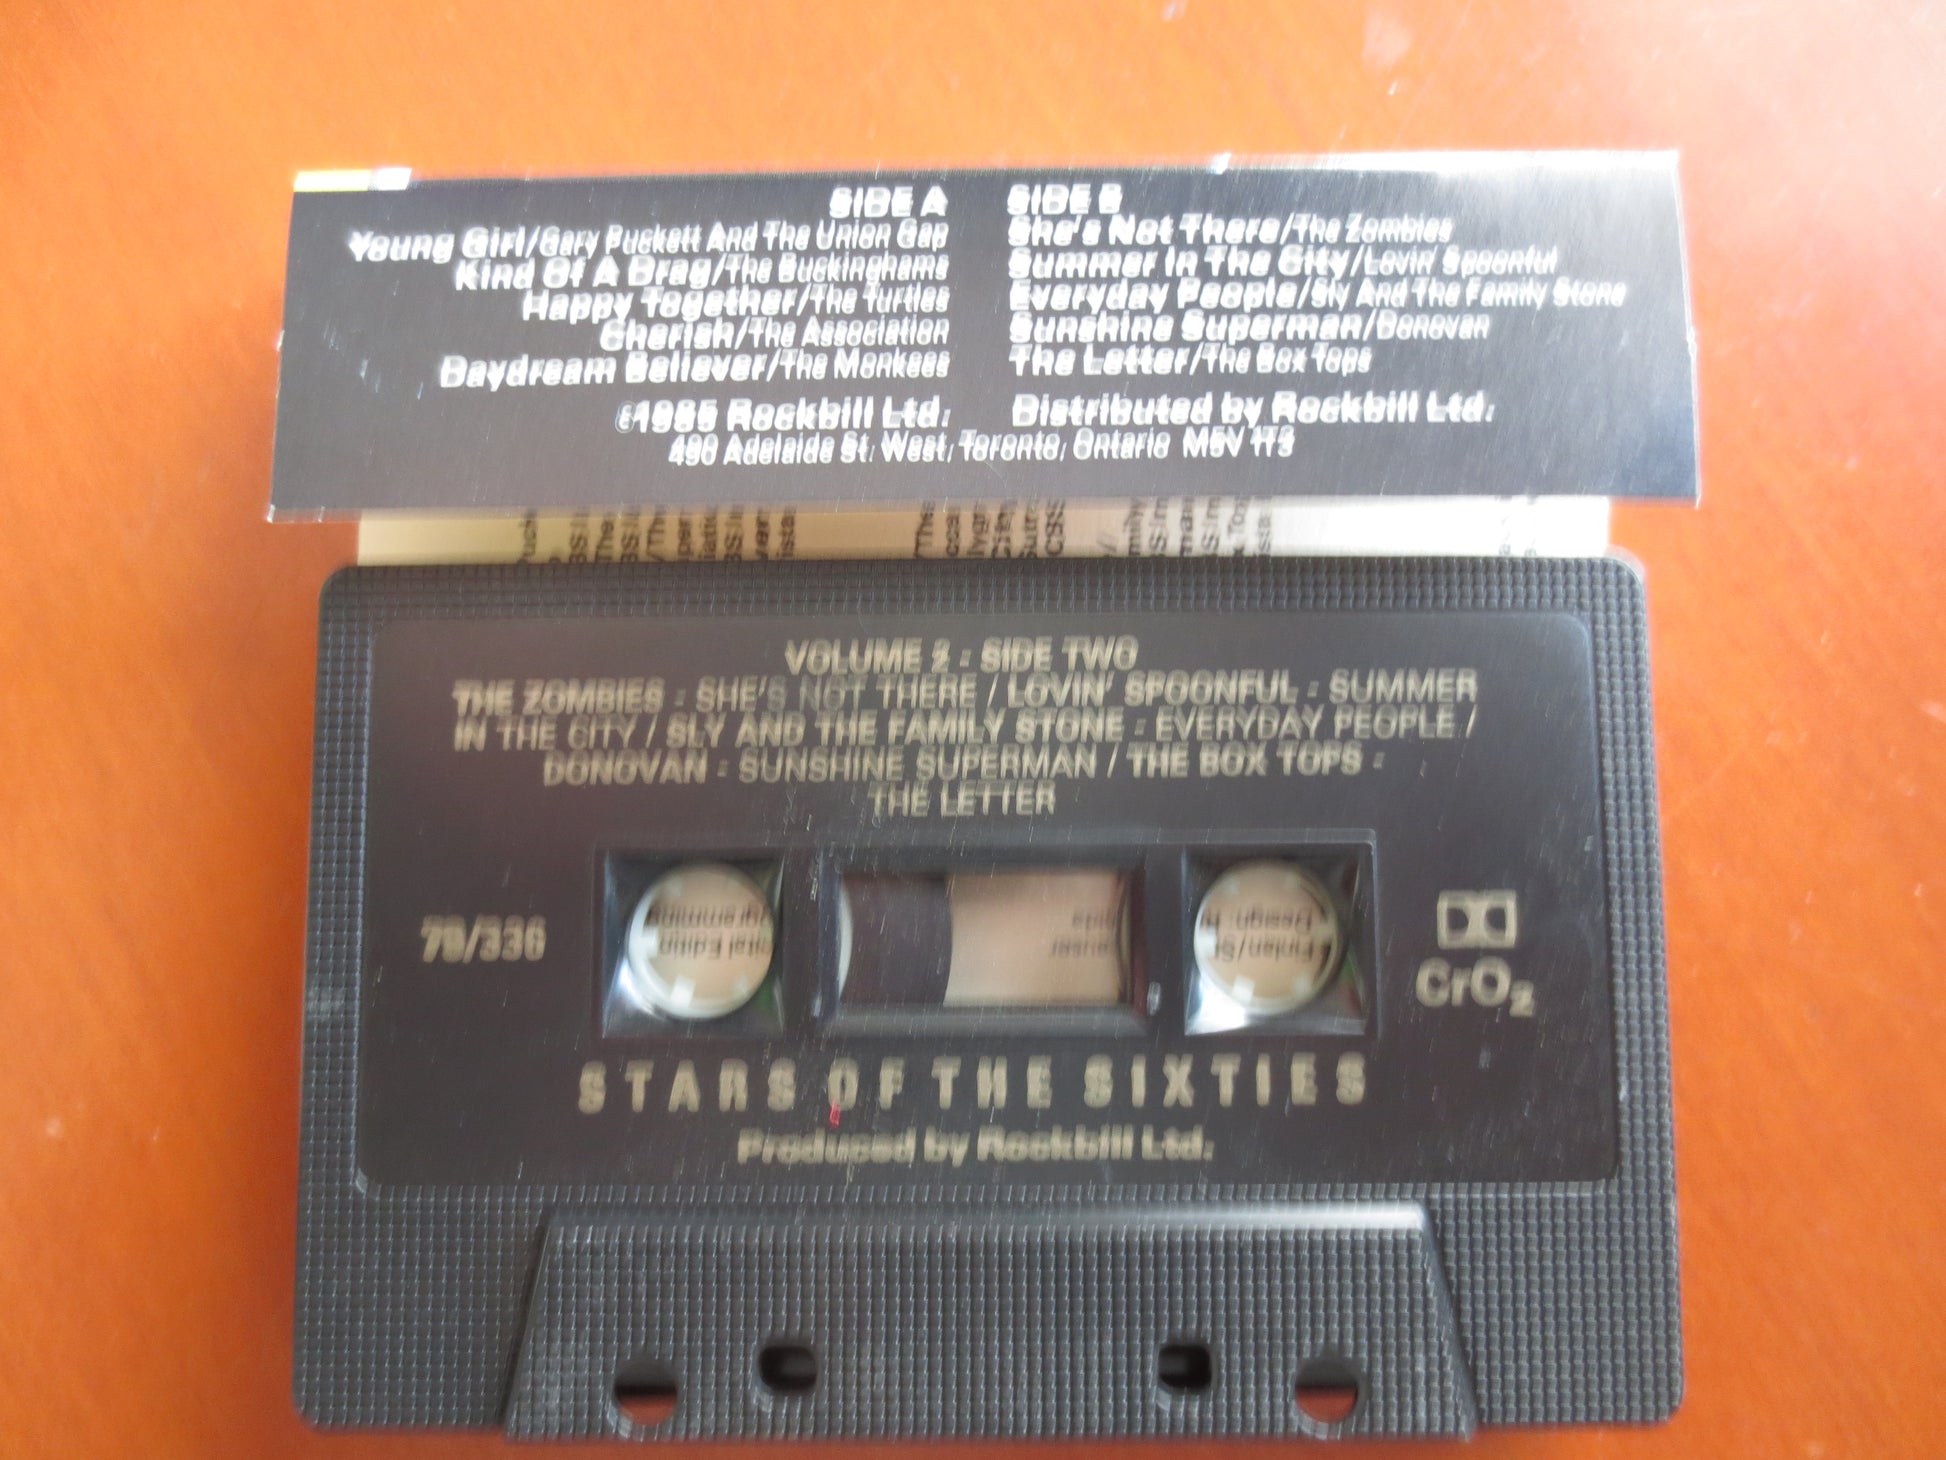 SIDE A
Young Girl/Gary Puckett And The Union Gap
Kind Of A Drag/The Buckinghams
Happy Together/The Turtles
Cherish/The Association
Daydream Believer/The Monkees
©1985 Rockbill Ltd.
SIDE B
She's Not There/The Zombies
Summer In The City/Lovin' Spoonful
Everyday People/Sly And The Family Stone
Sunshine Superman/Donovan
The Letter/The Box Tops
Distributed by Rockbill Ltd.
490 Adelaide St. West, Toronto, Ontario M5V 1T3
VOLUME 2 - SIDE TWO
THE ZOMBIES - SHE'S NOT THERE / LOVIN' SPOONFUL - SUMMER
IN THE CITY / SLY AND THE FAMILY STONE - EVERYDAY PEOPLE /
DONOVAN - SUNSHINE SUPERMAN / THE BOX TOPS -
THE LETTER
CrO2
STARS OF THE SIXTIES
Produced by Rockbill Ltd.